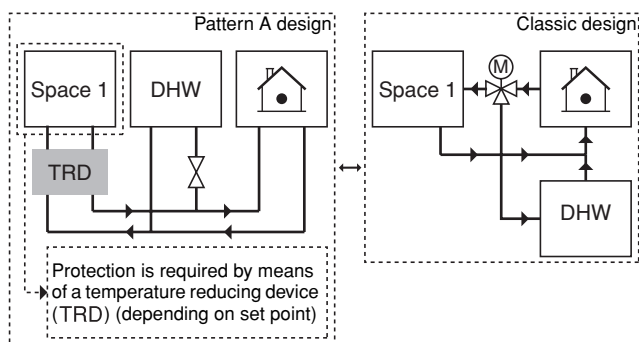 Pattern A design
Space 1
DHW
TRD
Protection is required by means
of a temperature reducing device
(TRD) (depending on set point)
Classic design
M
Space 1
DHW